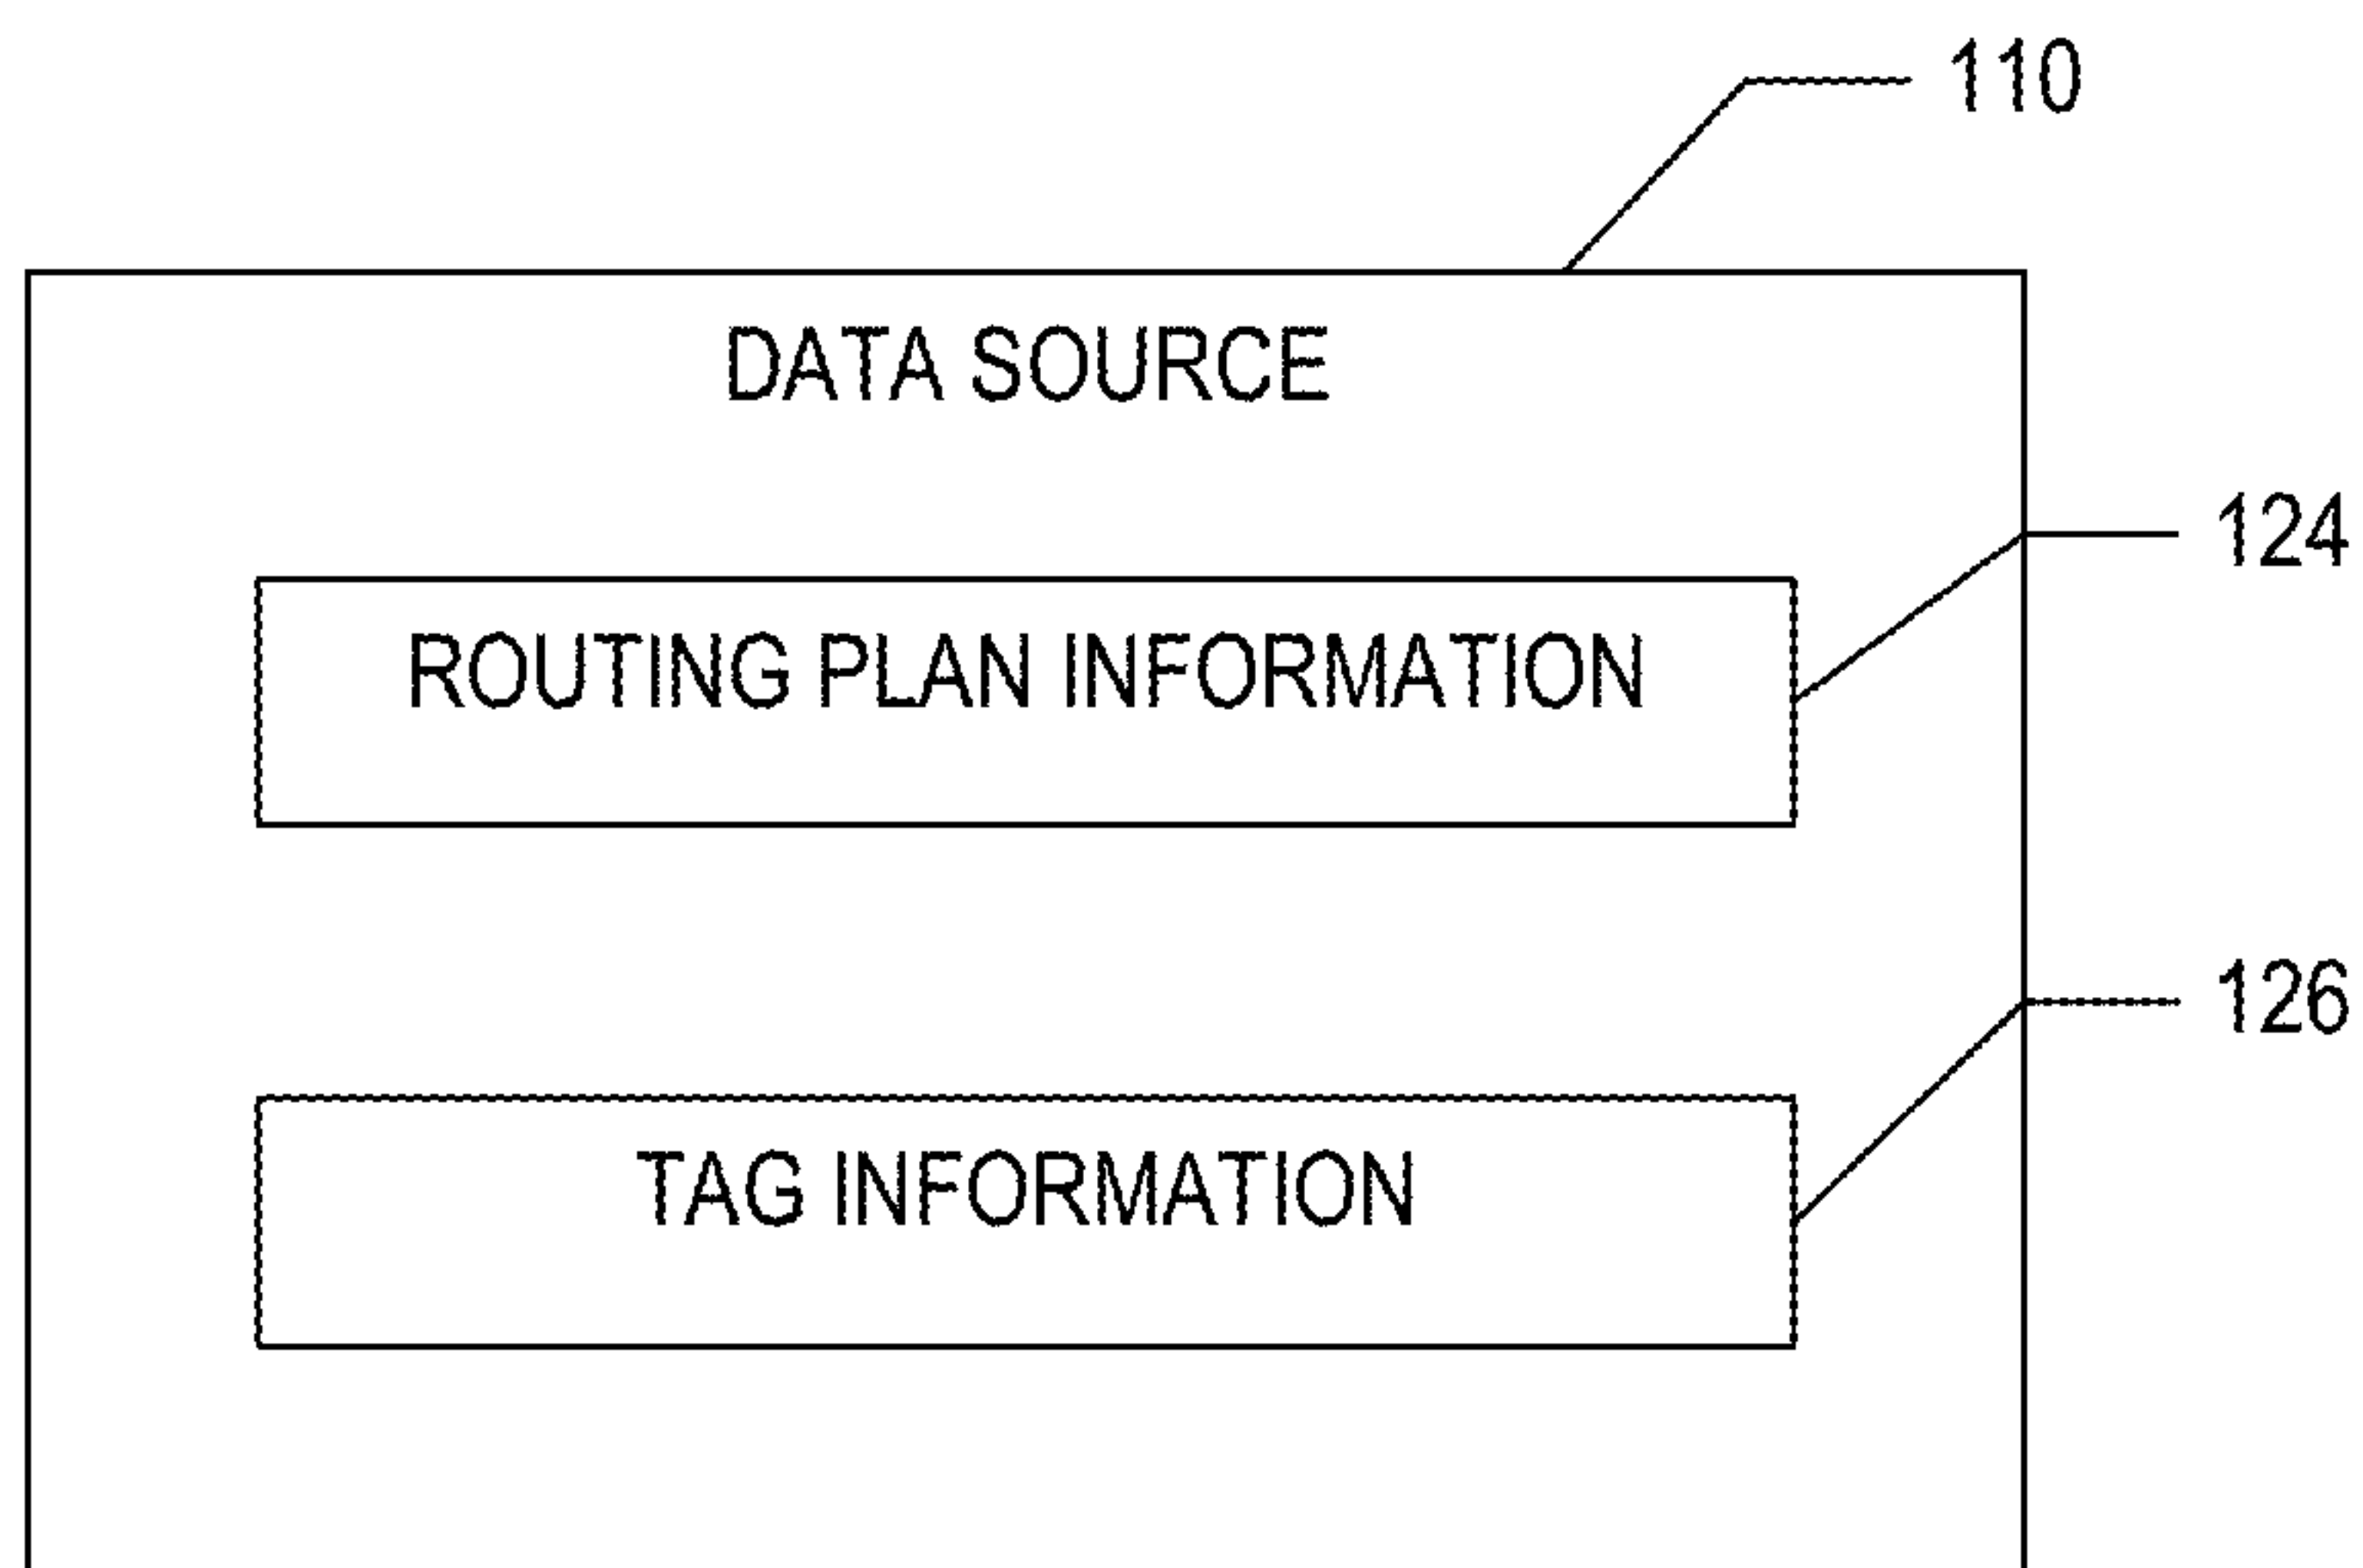 110
DATA SOURCE
124
ROUTING PLAN INFORMATION
126
TAG INFORMATION